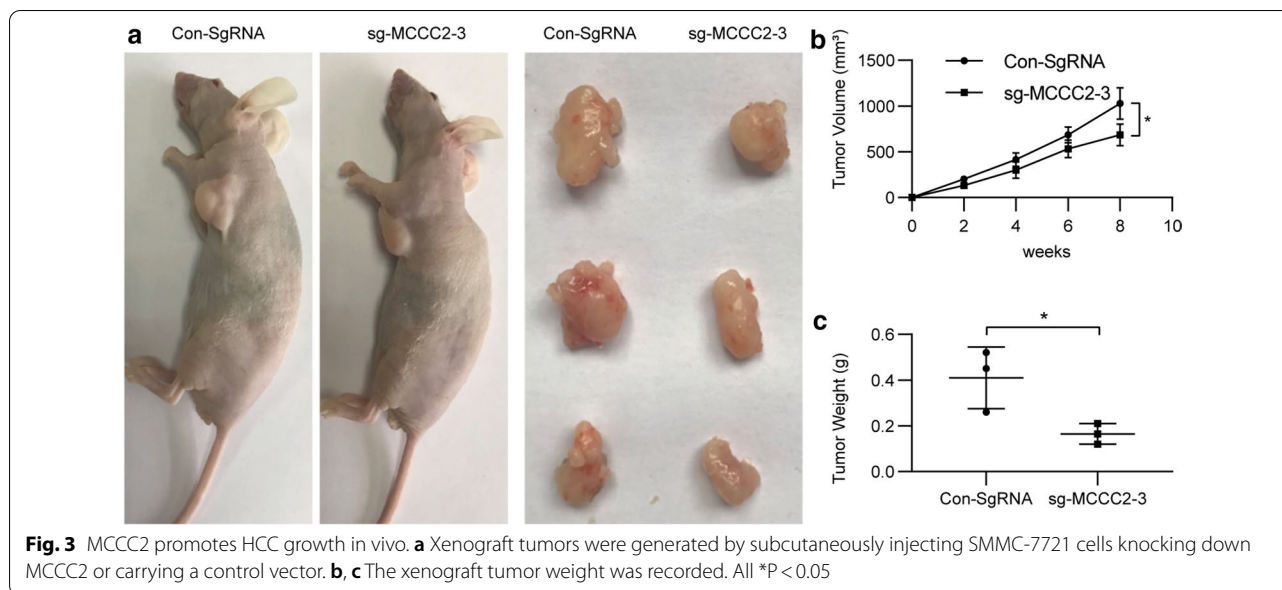 a
Con-SgRNA sg-MCCC2-3 Con-SgRNA sg-MCCC2-3
b
Tumor Volume (mm³)
1500
1000
500
0
Con-SgRNA
sg-MCCC2-3
*
0 2 4 6 8 10
weeks
c
Tumor Weight (g)
0.6
0.4
0.2
0.0
*
Con-SgRNA sg-MCCC2-3
Fig. 3 MCCC2 promotes HCC growth in vivo. a Xenograft tumors were generated by subcutaneously injecting SMMC-7721 cells knocking down
MCCC2 or carrying a control vector. b, c The xenograft tumor weight was recorded. All *P < 0.05